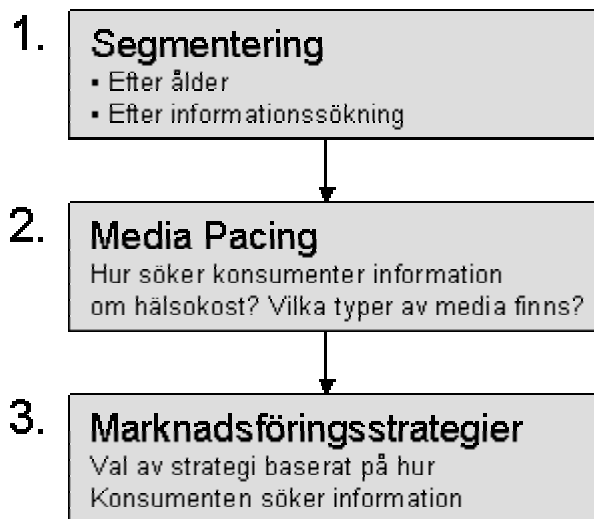 1.
Segmentering
▪ Efter ålder
▪ Efter informationssökning
2.
Media Pacing
Hur söker konsumenter information
om hälsokost? Vilka typer av media finns?
3.
Marknadsföringsstrategier
Val av strategi baserat på hur
Konsumenten söker information